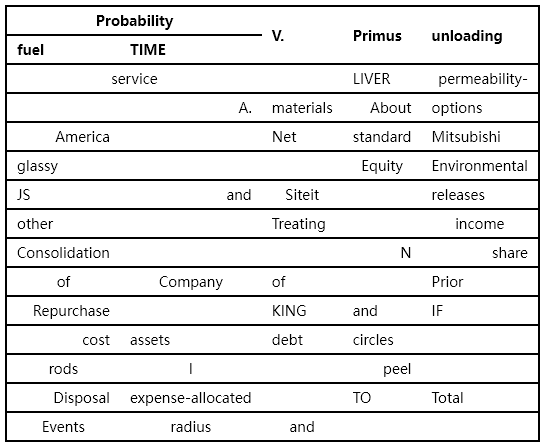 Probability V. Primus unloading
fuel TIME
service LIVER permeability-
A. materials About options
America Net standard Mitsubishi
glassy Equity Environmental
JS and Siteit releases
other Treating income
Consolidation N share
of Company of Prior
Repurchase KING and IF
cost assets debt circles
rods l peel
Disposal expense-allocated TO Total
Events radius and